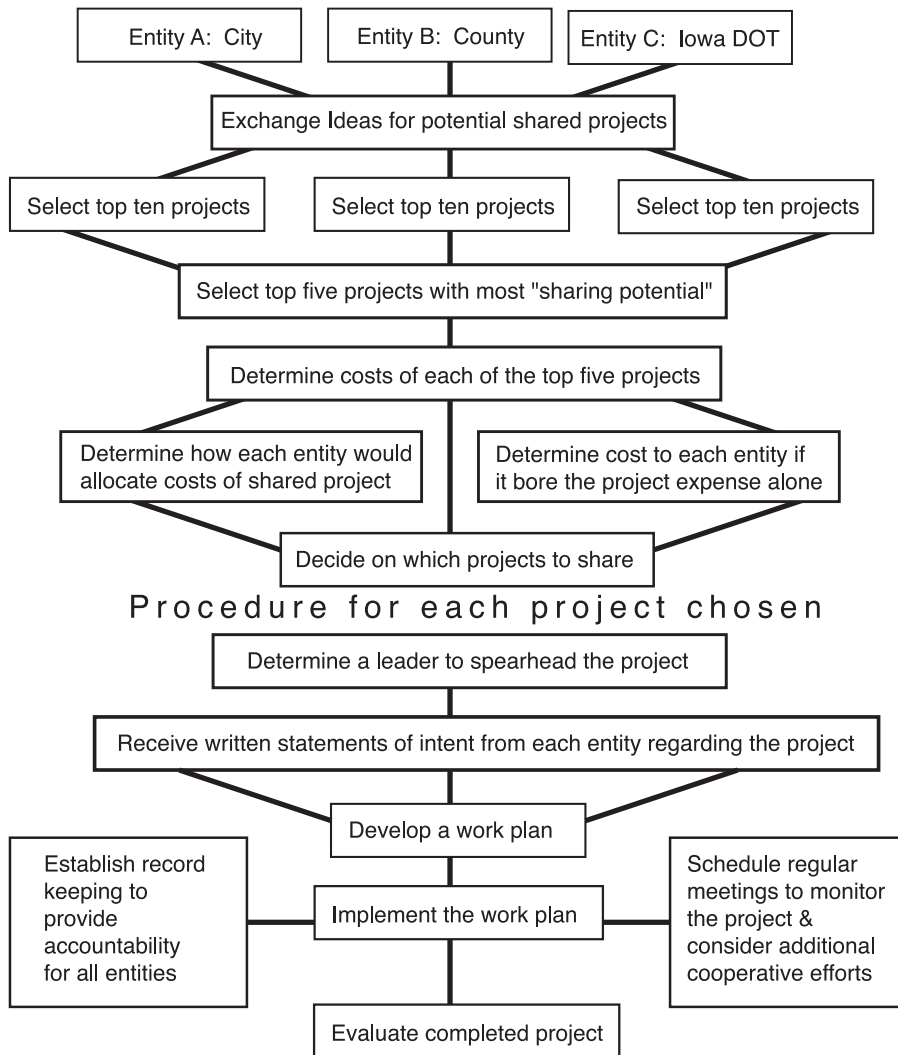 Entity A: City
Entity B: County
Entity C: Iowa DOT
Exchange Ideas for potential shared projects
Select top ten projects
Select top ten projects
Select top ten projects
Select top five projects with most "sharing potential"
Determine costs of each of the top five projects
Determine how each entity would
allocate costs of shared project
Determine cost to each entity if
it bore the project expense alone
Decide on which projects to share
Procedure for each project chosen
Determine a leader to spearhead the project
Receive written statements of intent from each entity regarding the project
Develop a work plan
Establish record
keeping to
provide
accountability
for all entities
Implement the work plan
Schedule regular
meetings to monitor
the project &
consider additional
cooperative efforts
Evaluate completed project